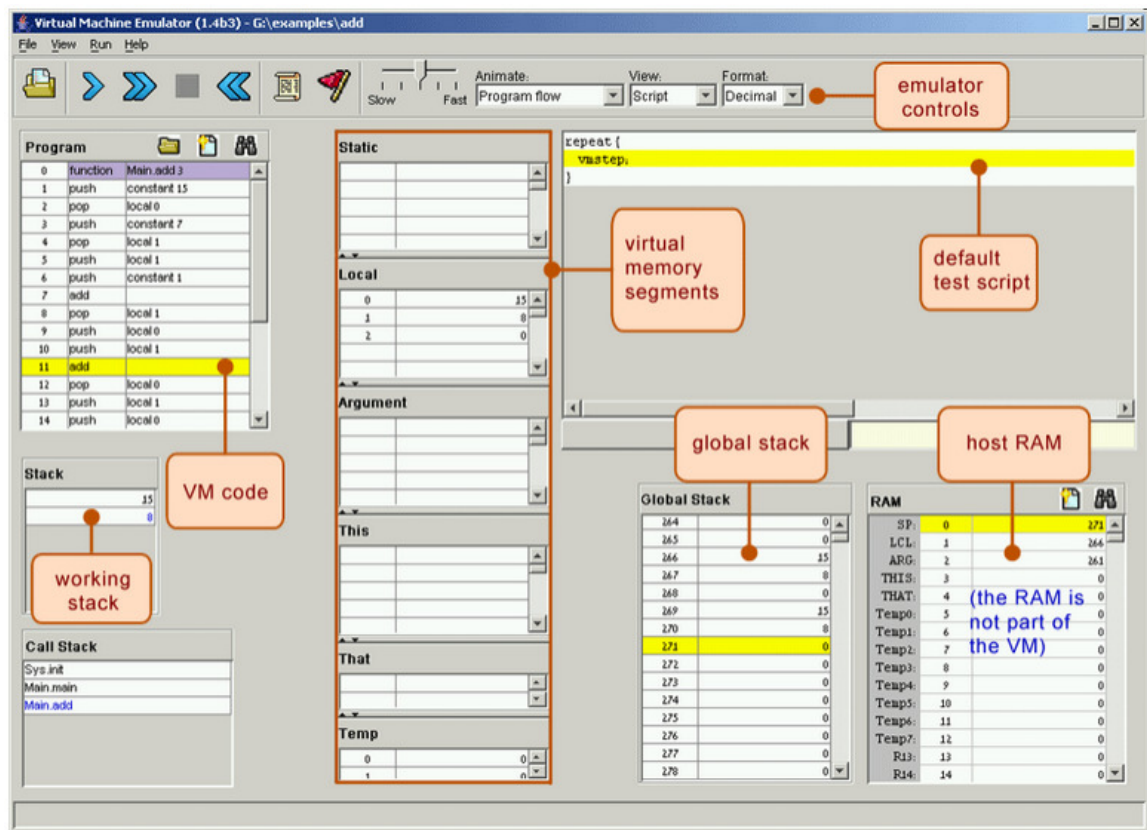 Virtual Machine Emulator (1.4b3) - G:\examples\add
File View Run Help
Slow Fast
Animate:
Program flow
View:
Script
Format:
Decimal
emulator
controls
Program
0 function Main.add 3
1 push constant 15
2 pop local 0
3 push constant 7
4 pop local 1
5 push local 1
6 push constant 1
7 add
8 pop local 1
9 push local 0
10 push local 1
11 add
12 pop local 0
13 push local 1
14 push local 0
VM code
Stack
15
8
working
stack
Call Stack
Sys.init
Main.main
Main.add
Static
Local
0 15
1 8
2 0
Argument
This
That
Temp
0 0
1 0
virtual
memory
segments
repeat {
vmstep;
}
default
test script
global stack
Global Stack
264 0
265 0
266 15
267 8
268 0
269 15
270 8
271 0
272 0
273 0
274 0
275 0
276 0
277 0
278 0
host RAM
RAM
SP: 0 271
LCL: 1 266
ARG: 2 261
THIS: 3 0
THAT: 4 0
Temp0: 5 0
Temp1: 6 0
Temp2: 7 0
Temp3: 8 0
Temp4: 9 0
Temp5: 10 0
Temp6: 11 0
Temp7: 12 0
R13: 13 0
R14: 14 0
(the RAM is
not part of
the VM)